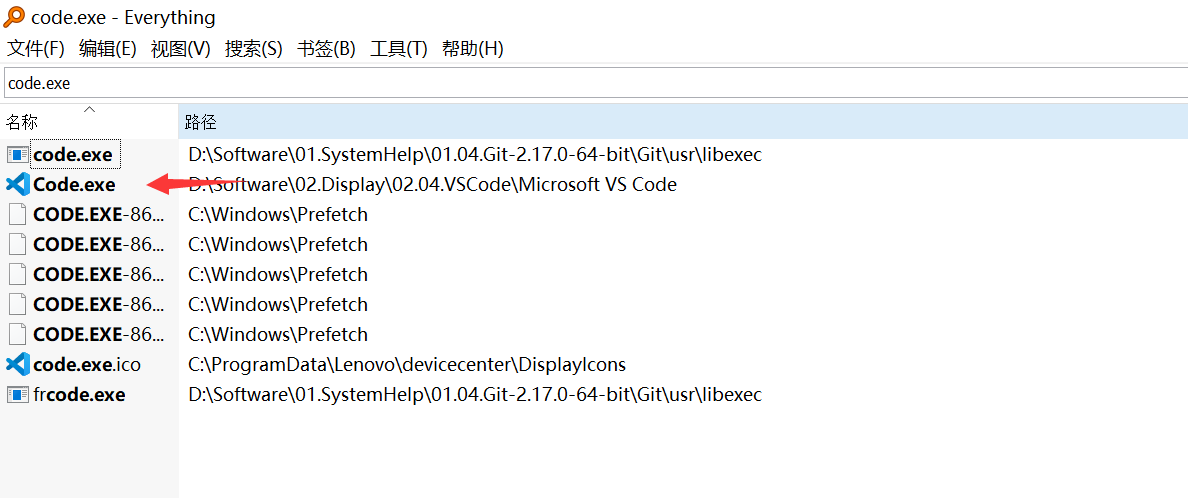 code.exe - Everything
文件(F) 编辑(E) 视图(V) 搜索(S) 书签(B) 工具(T) 帮助(H)
code.exe
名称 路径
code.exe D:\Software\01.SystemHelp\01.04.Git-2.17.0-64-bit\Git\usr\libexec
Code.exe D:\Software\02.Display\02.04.VSCode\Microsoft VS Code
CODE.EXE-86... C:\Windows\Prefetch
CODE.EXE-86... C:\Windows\Prefetch
CODE.EXE-86... C:\Windows\Prefetch
CODE.EXE-86... C:\Windows\Prefetch
CODE.EXE-86... C:\Windows\Prefetch
code.exe.ico C:\ProgramData\Lenovo\devicecenter\DisplayIcons
frcode.exe D:\Software\01.SystemHelp\01.04.Git-2.17.0-64-bit\Git\usr\libexec